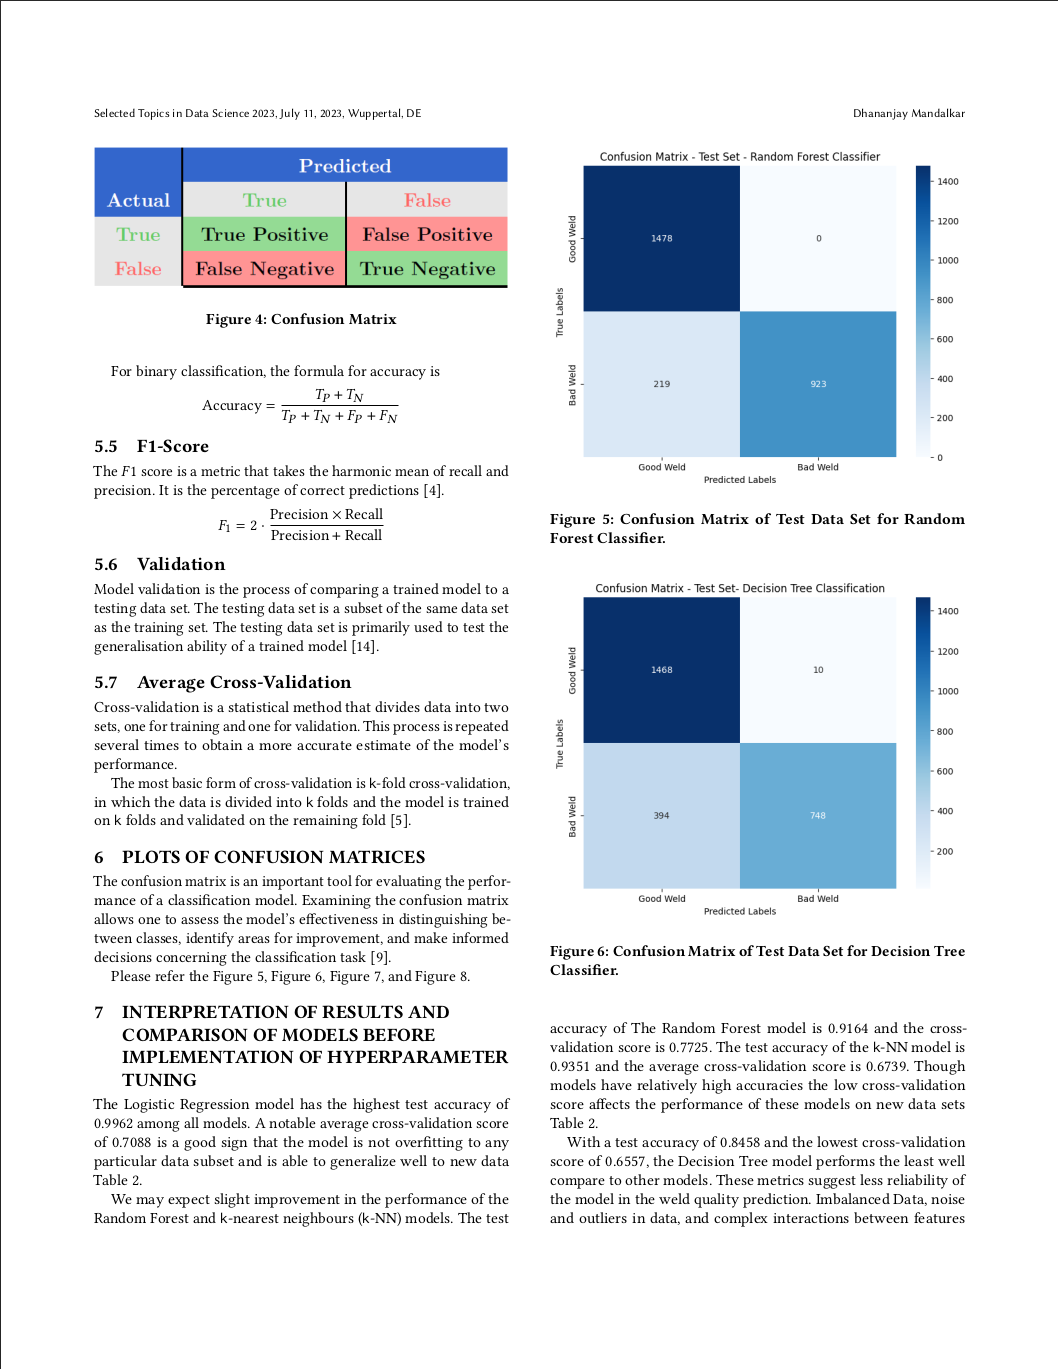 Selected Topics in Data Science 2023, July 11, 2023, Wuppertal, DE
Dhananjay Mandalkar
Predicted
Actual True False
True True Positive False Positive
False False Negative True Negative
Figure 4: Confusion Matrix
For binary classification, the formula for accuracy is
Accuracy = (T_P + T_N) / (T_P + T_N + F_P + F_N)
5.5 F1-Score
The F1 score is a metric that takes the harmonic mean of recall and
precision. It is the percentage of correct predictions [4].
F_1 = 2 · (Precision × Recall) / (Precision + Recall)
5.6 Validation
Model validation is the process of comparing a trained model to a
testing data set. The testing data set is a subset of the same data set
as the training set. The testing data set is primarily used to test the
generalisation ability of a trained model [14].
5.7 Average Cross-Validation
Cross-validation is a statistical method that divides data into two
sets, one for training and one for validation. This process is repeated
several times to obtain a more accurate estimate of the model's
performance.
The most basic form of cross-validation is k-fold cross-validation,
in which the data is divided into k folds and the model is trained
on k folds and validated on the remaining fold [5].
6 PLOTS OF CONFUSION MATRICES
The confusion matrix is an important tool for evaluating the perfor-
mance of a classification model. Examining the confusion matrix
allows one to assess the model's effectiveness in distinguishing be-
tween classes, identify areas for improvement, and make informed
decisions concerning the classification task [9].
Please refer the Figure 5, Figure 6, Figure 7, and Figure 8.
7 INTERPRETATION OF RESULTS AND
COMPARISON OF MODELS BEFORE
IMPLEMENTATION OF HYPERPARAMETER
TUNING
The Logistic Regression model has the highest test accuracy of
0.9962 among all models. A notable average cross-validation score
of 0.7088 is a good sign that the model is not overfitting to any
particular data subset and is able to generalize well to new data
Table 2.
We may expect slight improvement in the performance of the
Random Forest and k-nearest neighbours (k-NN) models. The test
Confusion Matrix - Test Set - Random Forest Classifier
True Labels
Good Weld
1478 0
Bad Weld
219 923
Good Weld Bad Weld
Predicted Labels
1400
1200
1000
800
600
400
200
0
Figure 5: Confusion Matrix of Test Data Set for Random
Forest Classifier.
Confusion Matrix - Test Set- Decision Tree Classification
True Labels
Good Weld
1468 10
Bad Weld
394 748
Good Weld Bad Weld
Predicted Labels
1400
1200
1000
800
600
400
200
Figure 6: Confusion Matrix of Test Data Set for Decision Tree
Classifier.
accuracy of The Random Forest model is 0.9164 and the cross-
validation score is 0.7725. The test accuracy of the k-NN model is
0.9351 and the average cross-validation score is 0.6739. Though
models have relatively high accuracies the low cross-validation
score affects the performance of these models on new data sets
Table 2.
With a test accuracy of 0.8458 and the lowest cross-validation
score of 0.6557, the Decision Tree model performs the least well
compare to other models. These metrics suggest less reliability of
the model in the weld quality prediction. Imbalanced Data, noise
and outliers in data, and complex interactions between features